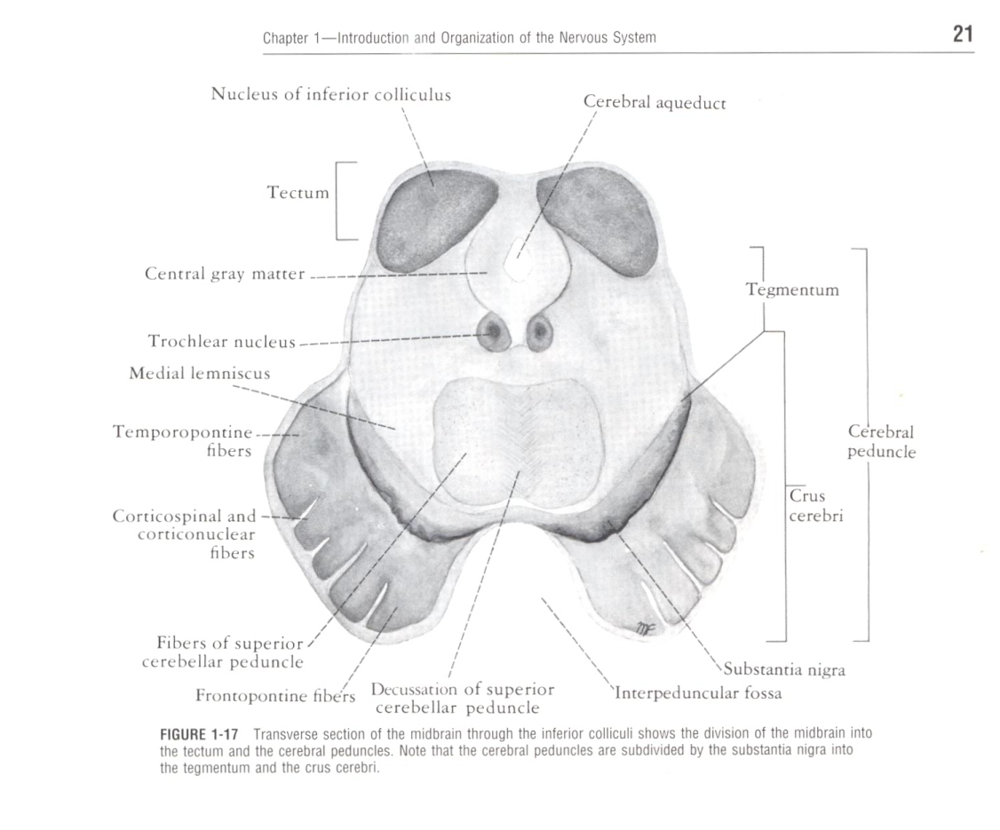 Chapter 1—Introduction and Organization of the Nervous System
21
Nucleus of inferior colliculus
Cerebral aqueduct
Tectum
Central gray matter
Tegmentum
Trochlear nucleus
Medial lemniscus
Temporopontine
fibers
Cerebral
peduncle
Corticospinal and
corticonuclear
fibers
Crus
cerebri
MF
Fibers of superior
cerebellar peduncle
Substantia nigra
Frontopontine fibers
Decussation of superior
cerebellar peduncle
Interpeduncular fossa
FIGURE 1-17 Transverse section of the midbrain through the inferior colliculi shows the division of the midbrain into
the tectum and the cerebral peduncles. Note that the cerebral peduncles are subdivided by the substantia nigra into
the tegmentum and the crus cerebri.